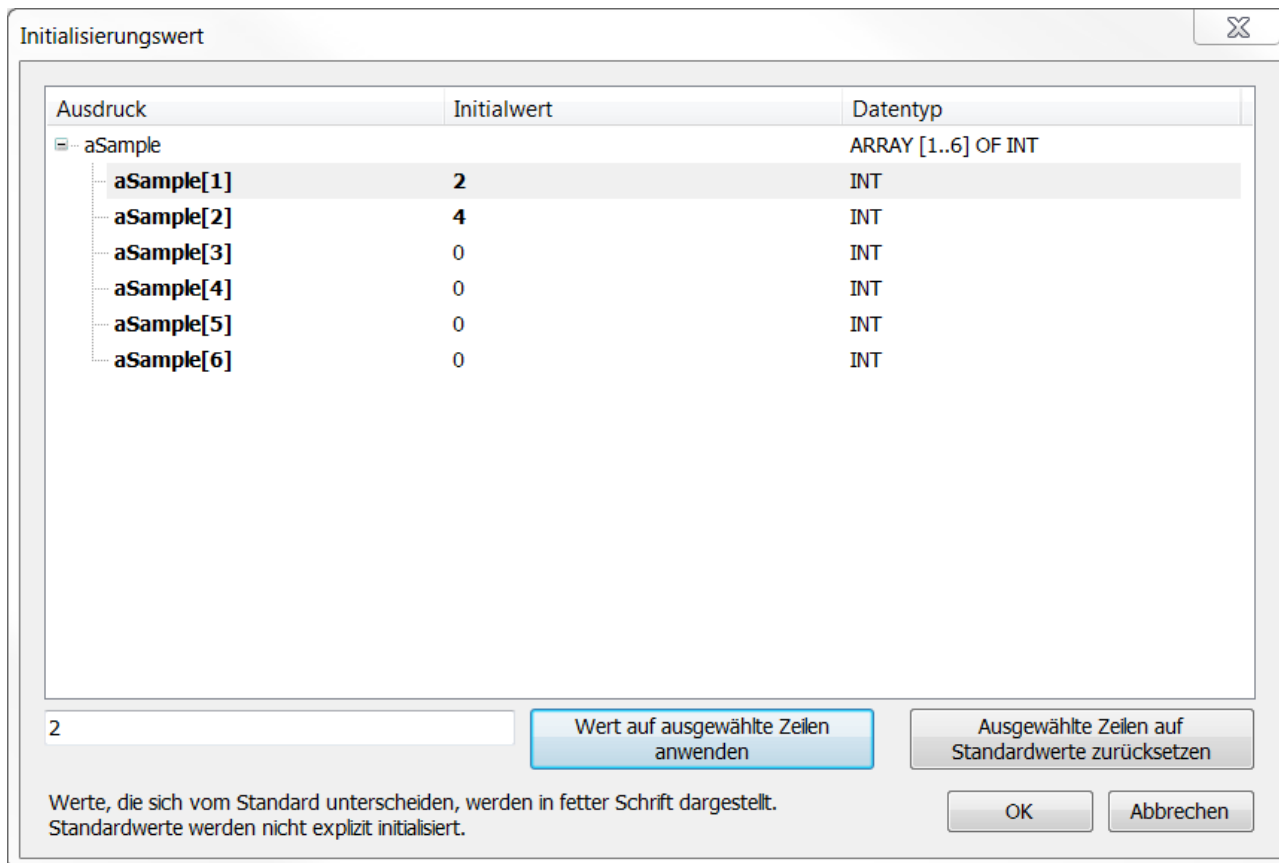 Initialisierungswert
Ausdruck Initialwert Datentyp
aSample ARRAY [1..6] OF INT
aSample[1] 2 INT
aSample[2] 4 INT
aSample[3] 0 INT
aSample[4] 0 INT
aSample[5] 0 INT
aSample[6] 0 INT
2
Wert auf ausgewählte Zeilen
anwenden
Ausgewählte Zeilen auf
Standardwerte zurücksetzen
Werte, die sich vom Standard unterscheiden, werden in fetter Schrift dargestellt.
Standardwerte werden nicht explizit initialisiert.
OK Abbrechen